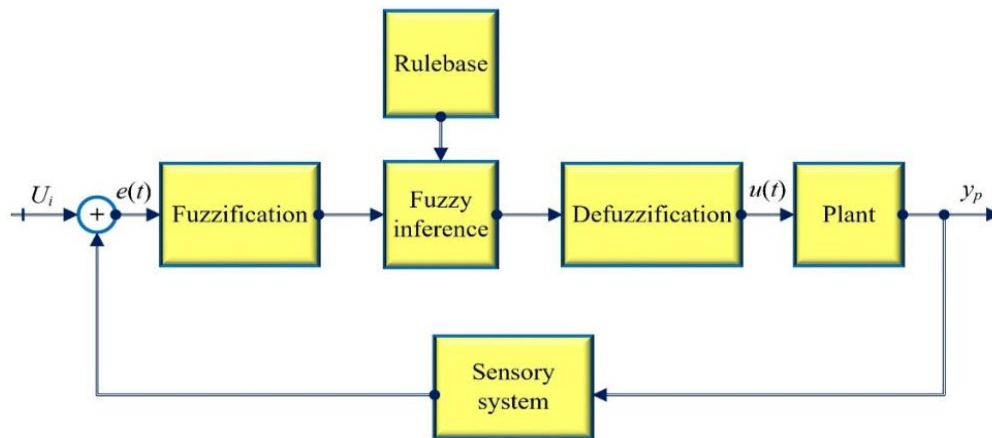 Rulebase
U_i
+
e(t)
Fuzzification
Fuzzy
inference
Defuzzification
u(t)
Plant
y_p
Sensory
system